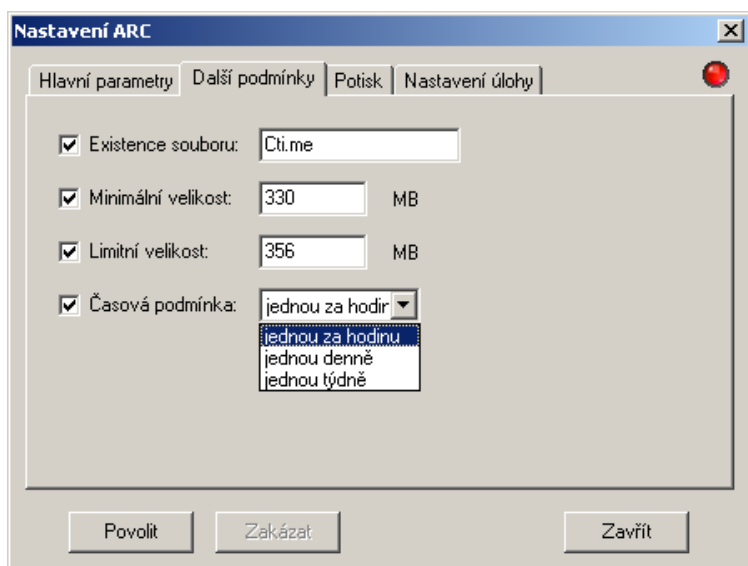 Nastavení ARC
Hlavní parametry Další podmínky Potisk Nastavení úlohy
Existence souboru: Cti.me
Minimální velikost: 330 MB
Limitní velikost: 356 MB
Časová podmínka: jednou za hodir
jednou za hodinu
jednou denně
jednou týdně
Povolit Zakázat Zavřít